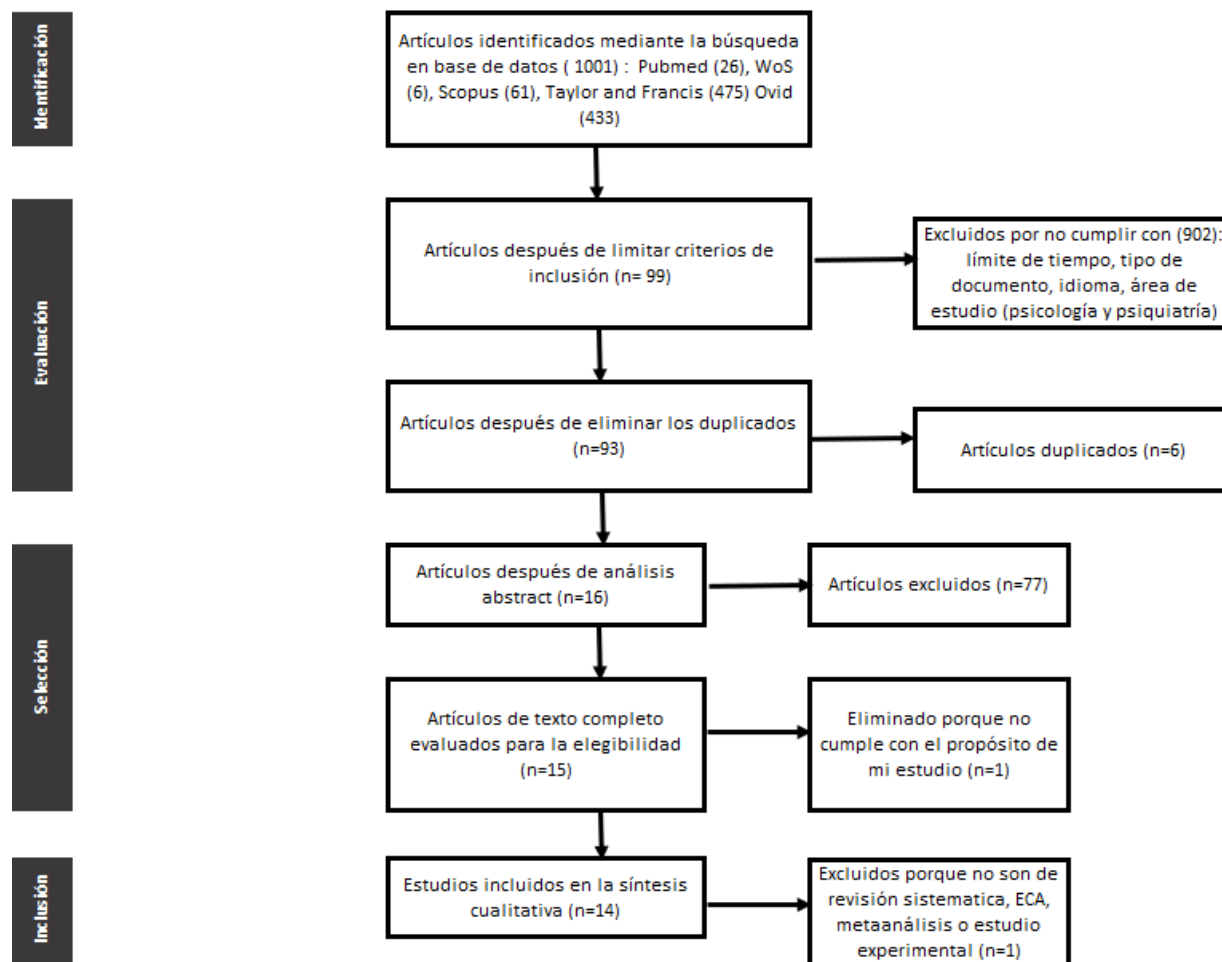 Identificación
Artículos identificados mediante la búsqueda
en base de datos ( 1001) : Pubmed (26), WoS
(6), Scopus (61), Taylor and Francis (475) Ovid
(433)
Evaluación
Artículos después de limitar criterios de
inclusión (n= 99)
Excluidos por no cumplir con (902):
límite de tiempo, tipo de
documento, idioma, área de
estudio (psicología y psiquiatría)
Artículos después de eliminar los duplicados
(n=93)
Artículos duplicados (n=6)
Selección
Artículos después de análisis
abstract (n=16)
Artículos excluidos (n=77)
Artículos de texto completo
evaluados para la elegibilidad
(n=15)
Eliminado porque no
cumple con el propósito de
mi estudio (n=1)
Inclusión
Estudios incluidos en la síntesis
cualitativa (n=14)
Excluidos porque no son de
revisión sistematica, ECA,
metaanálisis o estudio
experimental (n=1)